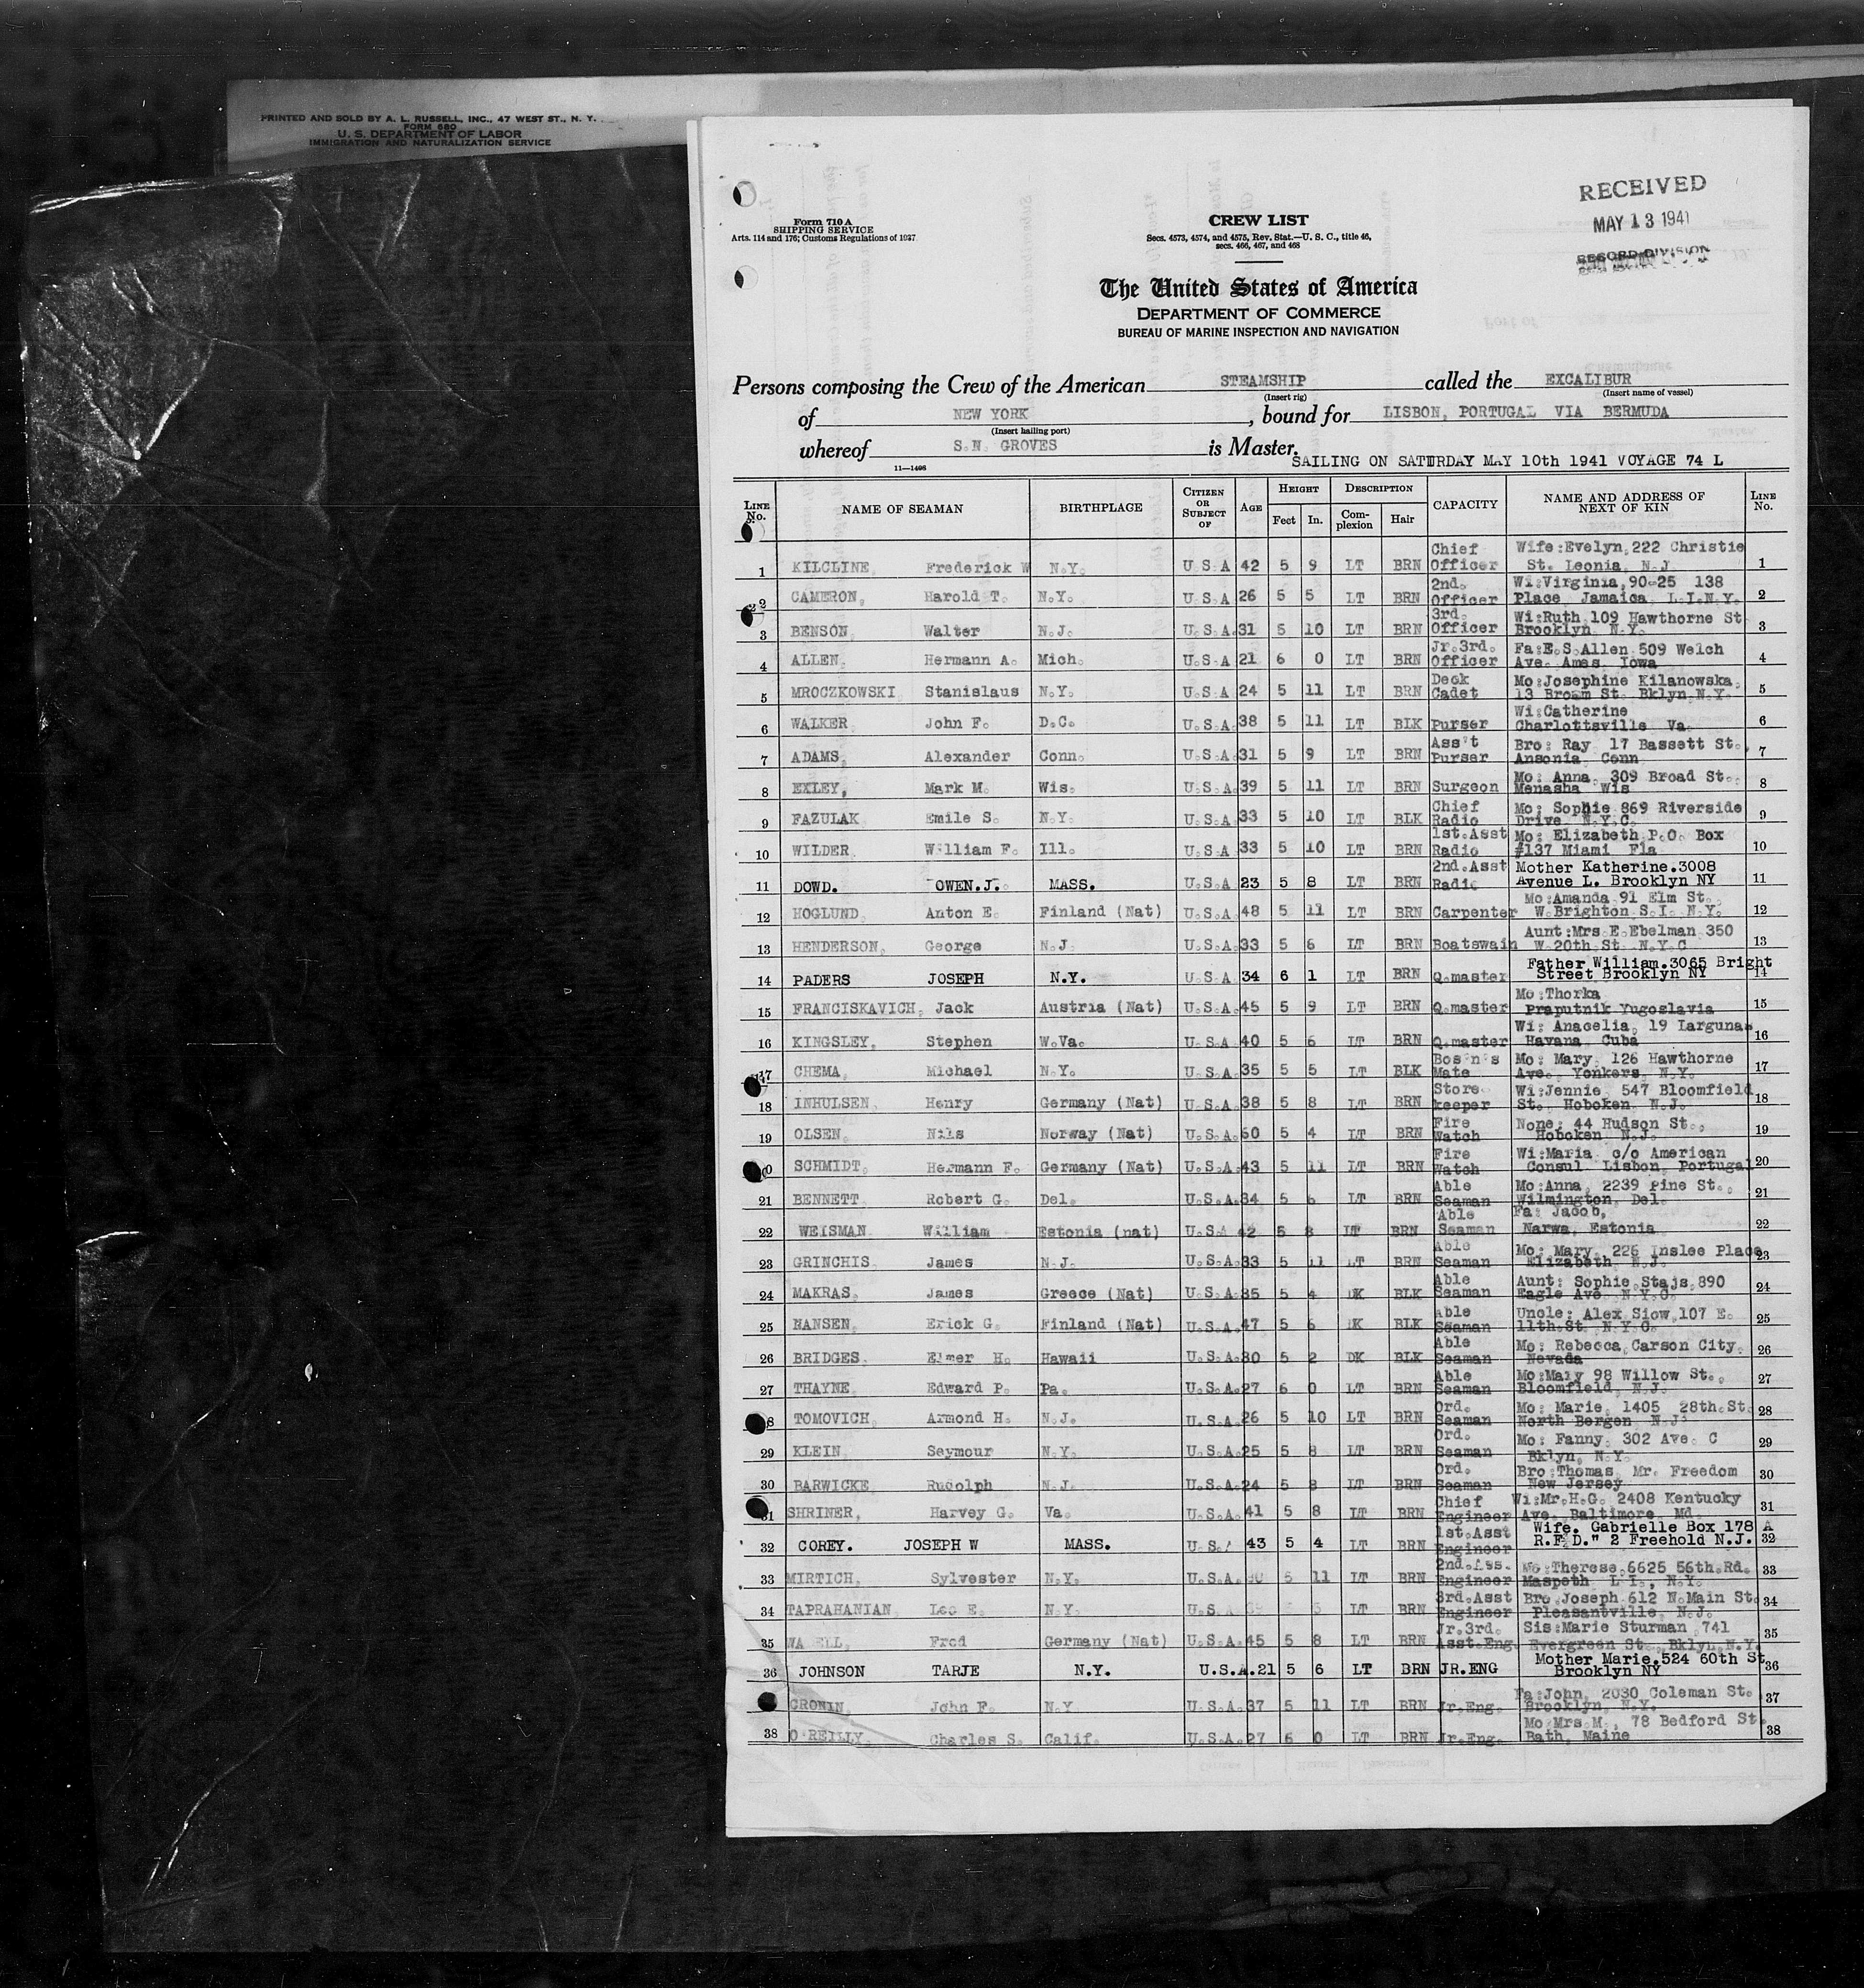 PRINTED AND SOLD BY A. L. RUSSELL, INC., 47 WEST ST., N. Y.
FORM 680
U. S. DEPARTMENT OF LABOR
IMMIGRATION AND NATURALIZATION SERVICE
RECEIVED
MAY 13 1941
RECORD DIVISION
Form 710 A
SHIPPING SERVICE
Arts. 114 and 176; Customs Regulations of 1937
CREW LIST
Secs. 4573, 4574, and 4575, Rev. Stat.—U. S. C., title 46,
secs. 466, 467, and 468
The United States of America
DEPARTMENT OF COMMERCE
BUREAU OF MARINE INSPECTION AND NAVIGATION
Persons composing the Crew of the American STEAMSHIP called the EXCALIBUR
(Insert rig) (Insert name of vessel)
of NEW YORK, bound for LISBON, PORTUGAL VIA BERMUDA
(Insert hailing port)
whereof S.N. GROVES is Master.
11—1496
SAILING ON SATURDAY MAY 10th 1941 VOYAGE 74 L
LINE No. NAME OF SEAMAN BIRTHPLACE CITIZEN OR SUBJECT OF AGE HEIGHT Feet In. DESCRIPTION Complexion Hair CAPACITY NAME AND ADDRESS OF NEXT OF KIN LINE No.
1 KILCLINE, Frederick W N.Y. U.S.A 42 5 9 LT BRN Chief Officer Wife:Evelyn,222 Christie St. Leonia, N.J. 1
2 CAMERON, Harold T. N.Y. U.S.A 26 5 5 LT BRN 2nd. Officer Wi:Virginia,90-25 138 Place Jamaica, L.I.N.Y. 2
3 BENSON Walter N.J. U.S.A. 31 5 10 LT BRN 3rd. Officer Wi:Ruth 109 Hawthorne St Brooklyn N.Y. 3
4 ALLEN, Hermann A. Mich. U.S.A 21 6 0 LT BRN Jr.3rd. Officer Fa:E.S.Allen 509 Welch Ave. Ames, Iowa 4
5 MROCZKOWSKI Stanislaus N.Y. U.S.A 24 5 11 LT BRN Deck Cadet Mo:Josephine Kilanowska. 13 Broom St. Bklyn,N.Y. 5
6 WALKER John F. D.C. U.S.A. 38 5 11 LT BLK Purser Wi:Catherine Charlottsville Va. 6
7 ADAMS, Alexander Conn. U.S.A. 31 5 9 LT BRN Ass't Purser Bro: Ray 17 Bassett St. Ansonia Conn 7
8 EXLEY, Mark M. Wis. U.S.A. 39 5 11 LT BRN Surgeon Mo: Anna, 309 Broad St. Menasha Wis 8
9 FAZULAK Emile S. N.Y. U.S.A. 33 5 10 LT BLK Chief Radio Mo: Sophie 869 Riverside Drive N.Y.C. 9
10 WILDER William F. Ill. U.S.A 33 5 10 LT BRN 1st.Asst Radio Mo: Elizabeth P.O. Box #137 Miami Fla 10
11 DOWD. OWEN.J. MASS. U.S.A 23 5 8 LT BRN 2nd.Asst Radio Mother Katherine.3008 Avenue L. Brooklyn NY 11
12 HOGLUND, Anton E. Finland (Nat) U.S.A. 48 5 11 LT BRN Carpenter Mo:Amanda 91 Elm St. W.Brighton S.I. N.Y. 12
13 HENDERSON, George N.J. U.S.A. 33 5 6 LT BRN Boatswain Aunt:Mrs.E.Ebelman 350 W 20th St. N.Y.C 13
14 PADERS JOSEPH N.Y. U.S.A. 34 6 1 LT BRN Q.master Father William.3065 Bright Street Brooklyn NY 14
15 FRANCISKAVICH, Jack Austria (Nat) U.S.A. 45 5 9 LT BRN Q.master Mo:Thorka Praputnik Yugoslavia 15
16 KINGSLEY, Stephen W.Va. U.S.A. 40 5 6 LT BRN Q.master Wi: Anacelia, 19 Largunas Havana Cuba 16
17 CHEMA, Michael N.Y. U.S.A. 35 5 5 LT BLK Bos'n's Mate Mo: Mary, 126 Hawthorne Ave. Yonkers, N.Y. 17
18 INHULSEN, Henry Germany (Nat) U.S.A. 38 5 8 LT BRN Store keeper Wi:Jennie 547 Bloomfield St. Hoboken N.J. 18
19 OLSEN, Nils Norway (Nat) U.S.A. 60 5 4 LT BRN Fire Watch None: 44 Hudson St., Hoboken N.J. 19
SCHMIDT, Hermann F. Germany (Nat) U.S.A. 43 5 11 LT BRN Fire Watch Wi:Maria c/o American Consul Lisbon, Portugal 20
21 BENNETT Robert G. Del. U.S.A. 34 5 6 LT BRN Able Seaman Mo:Anna, 2239 Pine St., Wilmington, Del. 21
22 WEISMAN William Estonia (nat) U.S.A 42 5 8 LT BRN Able Seaman Fa: Jacob, Narwa, Estonia 22
23 GRINCHIS James N.J. U.S.A. 33 5 11 LT BRN Able Seaman Mo: Mary, 226 Inslee Place Elizabeth N.J. 23
24 MAKRAS, James Greece (Nat) U.S.A. 35 5 4 DK BLK Able Seaman Aunt: Sophie Stajs 890 Eagle Ave N.Y.C. 24
25 HANSEN, Erick G. Finland (Nat) U.S.A. 47 5 6 DK BLK Able Seaman Uncle: Alex Siow,107 E. 11th.St N.Y.C. 25
26 BRIDGES, Elmer H. Hawaii U.S.A. 30 5 2 DK BLK Able Seaman Mo: Rebecca,Carson City. Nevada 26
27 THAYNE, Edward P. Pa. U.S.A. 27 6 0 LT BRN Able Seaman Mo:Mary 98 Willow St., Bloomfield, N.J. 27
TOMOVICH, Armond H. N.J. U.S.A. 26 5 10 LT BRN Ord. Seaman Mo: Marie, 1405 28th.St. North Bergen N.J. 28
29 KLEIN Seymour N.Y. U.S.A. 25 5 8 LT BRN Ord. Seaman Mo: Fanny, 302 Ave. C Bklyn, N.Y. 29
30 BARWICKE Rudolph N.J. U.S.A. 24 5 8 LT BRN Ord. Seaman Bro:Thomas, Mr. Freedom New Jersey 30
31 SHRINER, Harvey G. Va. U.S.A. 41 5 8 LT BRN Chief Engineer Wi:Mr.H.G. 2408 Kentucky Ave. Baltimore, Md. 31
32 COREY. JOSEPH W MASS. U.S.A 43 5 4 LT BRN 1st.Asst Engineer Wife. Gabrielle Box 178 A R.F.D." 2 Freehold N.J. 32
33 MIRTICH, Sylvester N.Y. U.S.A. 5 11 LT BRN 2nd.Ass. Engineer Mo:Therese,6625 56th.Rd. Maspeth L.I., N.Y. 33
34 TAPRAHANIAN Leo E. N.Y. U.S. LT BRN 3rd.Asst Engineer Bro:Joseph 612 N.Main St. Pleasantville, N.J. 34
35 Fred Germany (Nat) U.S.A. 45 5 8 LT BRN Jr.3rd. Asst.Eng. Sis:Marie Sturman 741 Evergreen St., Bklyn,N.Y. 35
36 JOHNSON TARJE N.Y. U.S.A. 21 5 6 LT BRN JR.ENG Mother Marie.524 60th St Brooklyn NY 36
CRONIN, John F. N.Y U.S.A. 37 5 11 LT BRN Jr.Eng. Fa:John, 2030 Coleman St. Brooklyn, N.Y. 37
38 O'REILLY, Charles S. Calif. U.S.A. 27 6 0 LT BRN Jr.Eng. Mo Mrs.M., 78 Bedford St. Bath, Maine 38